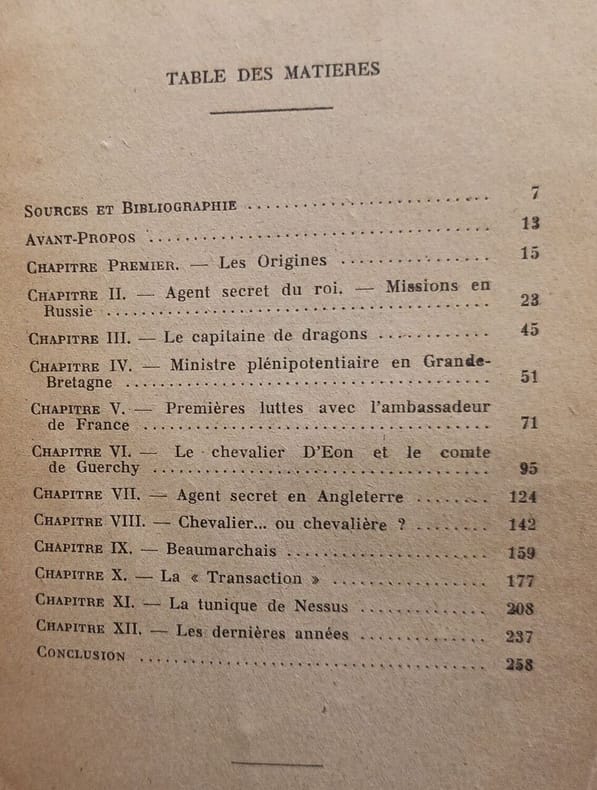 TABLE DES MATIERES
SOURCES ET BIBLIOGRAPHIE ........................ 7
AVANT-PROPOS ........................ 13
CHAPITRE PREMIER. — Les Origines ........................ 15
CHAPITRE II. — Agent secret du roi. — Missions en
Russie ........................ 23
CHAPITRE III. — Le capitaine de dragons ........................ 45
CHAPITRE IV. — Ministre plénipotentiaire en Grande-
Bretagne ........................ 51
CHAPITRE V. — Premières luttes avec l'ambassadeur
de France ........................ 71
CHAPITRE VI. — Le chevalier D'Eon et le comte
de Guerchy ........................ 95
CHAPITRE VII. — Agent secret en Angleterre ........ 124
CHAPITRE VIII. — Chevalier... ou chevalière ? ........ 142
CHAPITRE IX. — Beaumarchais ........................ 159
CHAPITRE X. — La « Transaction » ........................ 177
CHAPITRE XI. — La tunique de Nessus ........................ 208
CHAPITRE XII. — Les dernières années ........................ 237
CONCLUSION ........................ 258